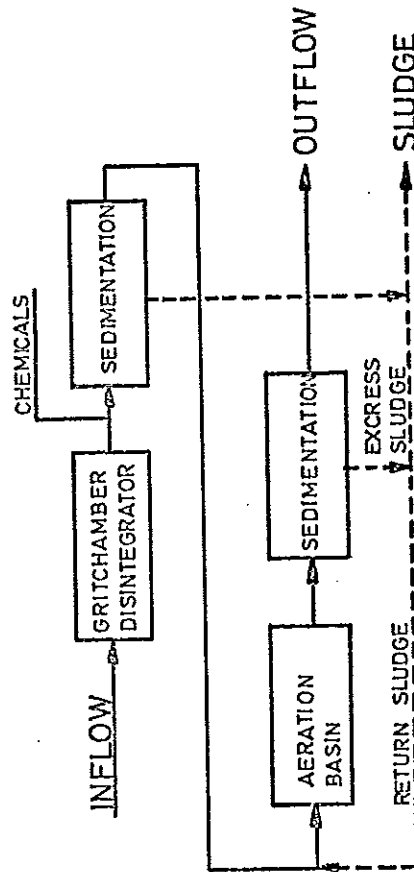 CHEMICALS
INFLOW
GRITCHAMBER
DISINTEGRATOR
SEDIMENTATION
AERATION
BASIN
SEDIMENTATION
OUTFLOW
EXCRESS
SLUDGE
RETURN SLUDGE
SLUDGE